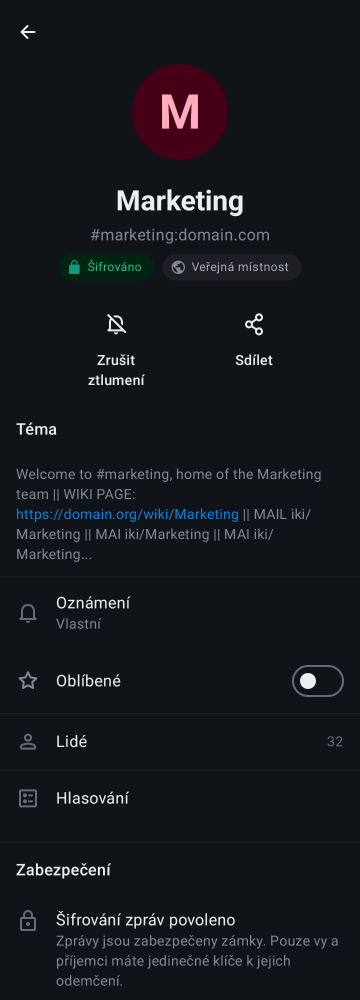 M
Marketing
#marketing:domain.com
Šifrováno
Veřejná místnost
Zrušit
ztlumení
Sdílet
Téma
Welcome to #marketing, home of the Marketing
team || WIKI PAGE:
https://domain.org/wiki/Marketing || MAIL iki/
Marketing || MAI iki/Marketing || MAI iki/
Marketing...
Oznámení
Vlastní
Oblíbené
Lidé 32
Hlasování
Zabezpečení
Šifrování zpráv povoleno
Zprávy jsou zabezpečeny zámky. Pouze vy a
příjemci máte jedinečné klíče k jejich
odemčení.